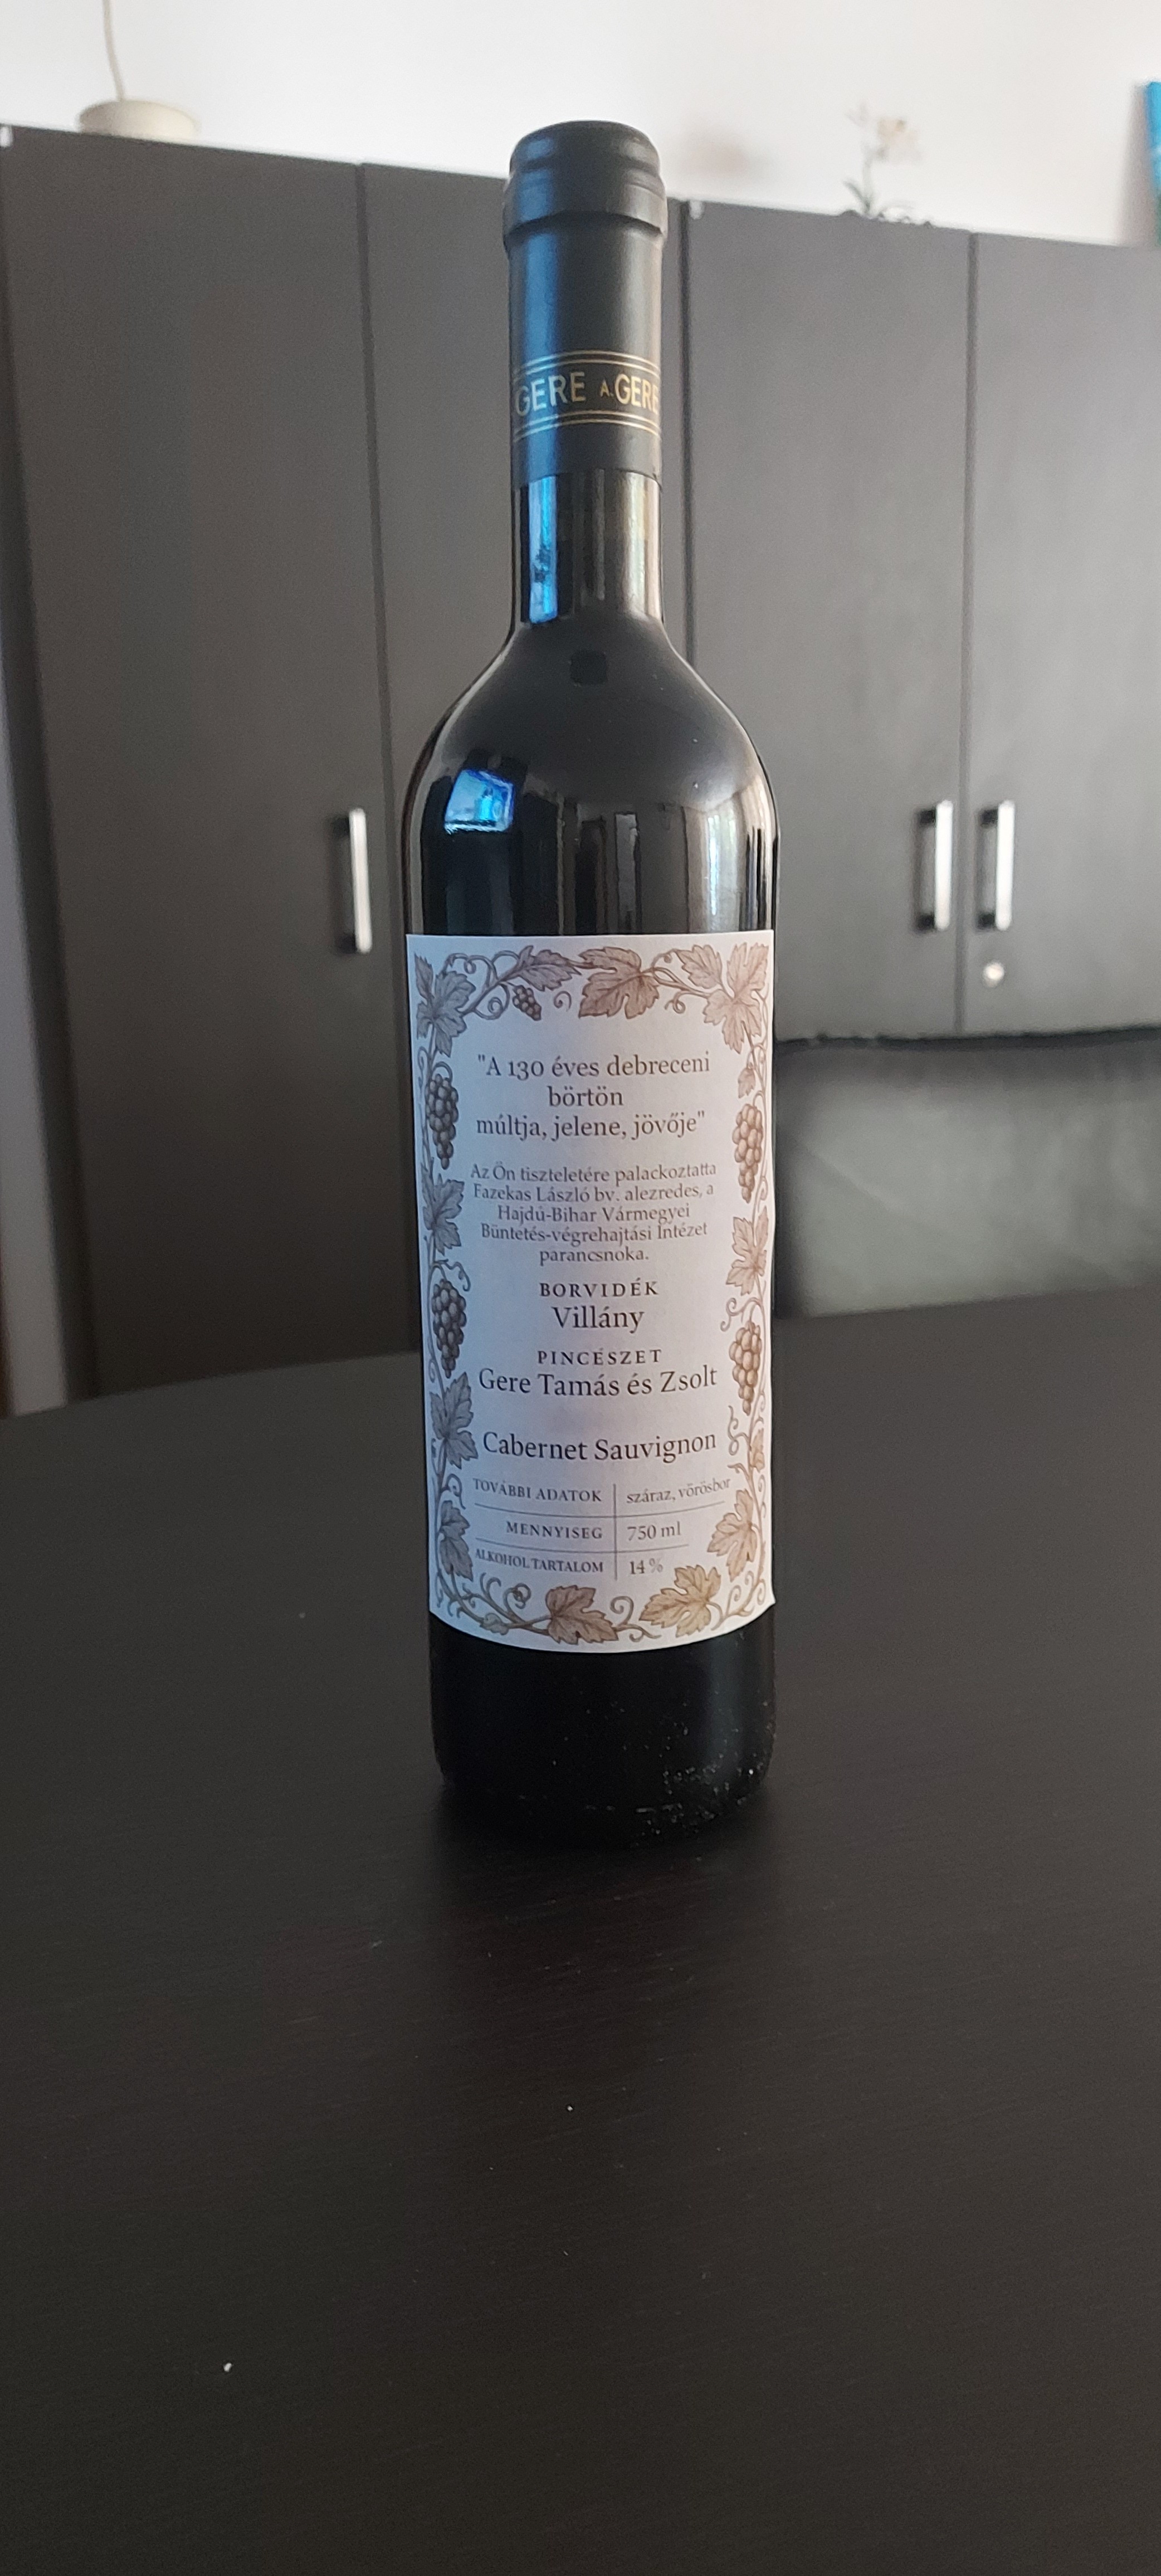 GERE A.GERE
"A 130 éves debreceni
börtön
múltja, jelene, jövője"
Az Ön tiszteletére palackoztatta
Fazekas László bv. alezredes, a
Hajdú-Bihar Vármegyei
Büntetés-végrehajtási Intézet
parancsnoka.
BORVIDÉK
Villány
PINCÉSZET
Gere Tamás és Zsolt
Cabernet Sauvignon
TOVÁBBI ADATOK száraz, vörösbor
MENNYISEG 750 ml
ALKOHOL TARTALOM 14 %